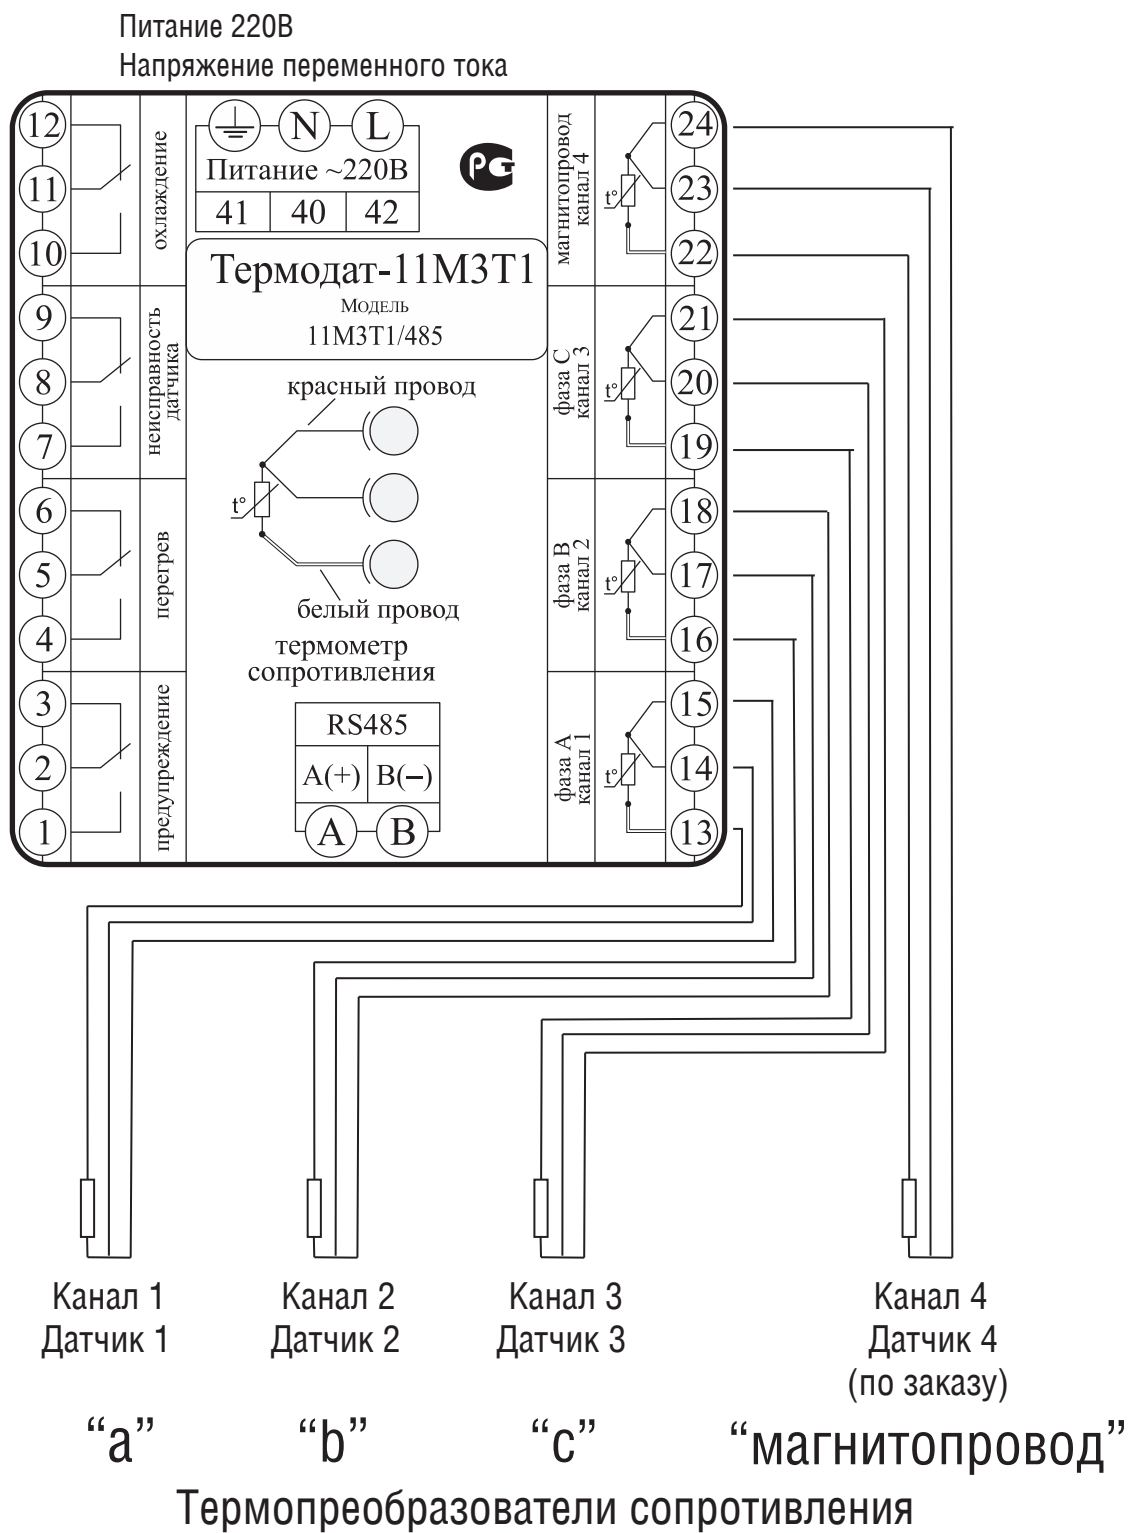 Питание 220В
Напряжение переменного тока
12
11
10
охлаждение
9
8
7
неисправность
датчика
6
5
4
перегрев
3
2
1
предупреждение
N
L
Питание ~220В
41
40
42
РСТ
Термодат-11М3Т1
Модель
11М3Т1/485
красный провод
t°
белый провод
термометр
сопротивления
RS485
A(+)
B(–)
A
B
магнитопровод
канал 4
t°
24
23
22
фаза С
канал 3
t°
21
20
19
фаза В
канал 2
t°
18
17
16
фаза А
канал 1
t°
15
14
13
Канал 1
Датчик 1
“a”
Канал 2
Датчик 2
“b”
Канал 3
Датчик 3
“c”
Канал 4
Датчик 4
(по заказу)
“магнитопровод”
Термопреобразователи сопротивления